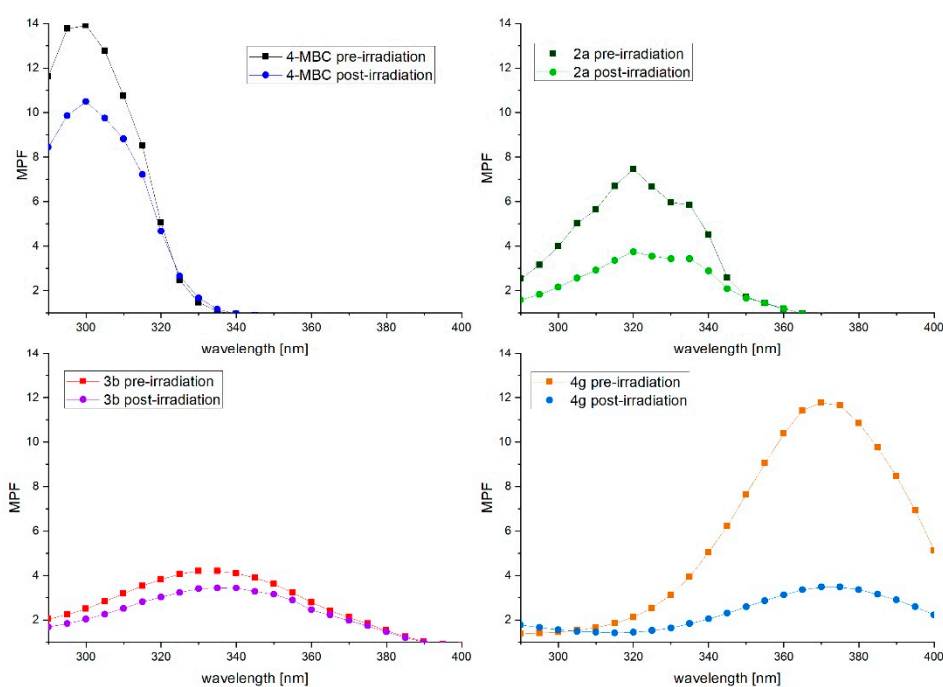 14
12
10
8
6
4
2
MPF
4-MBC pre-irradiation
4-MBC post-irradiation
300 320 340 360 380 400
wavelength [nm]
14
12
10
8
6
4
2
MPF
2a pre-irradiation
2a post-irradiation
300 320 340 360 380 400
wavelength [nm]
14
12
10
8
6
4
2
MPF
3b pre-irradiation
3b post-irradiation
300 320 340 360 380 400
wavelength [nm]
14
12
10
8
6
4
2
MPF
4g pre-irradiation
4g post-irradiation
300 320 340 360 380 400
wavelength [nm]